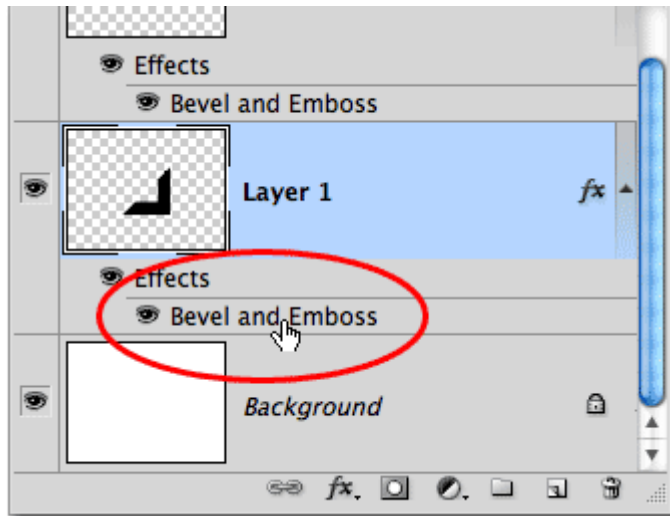 Effects
Bevel and Emboss
Layer 1 fx
Effects
Bevel and Emboss
Background
fx.